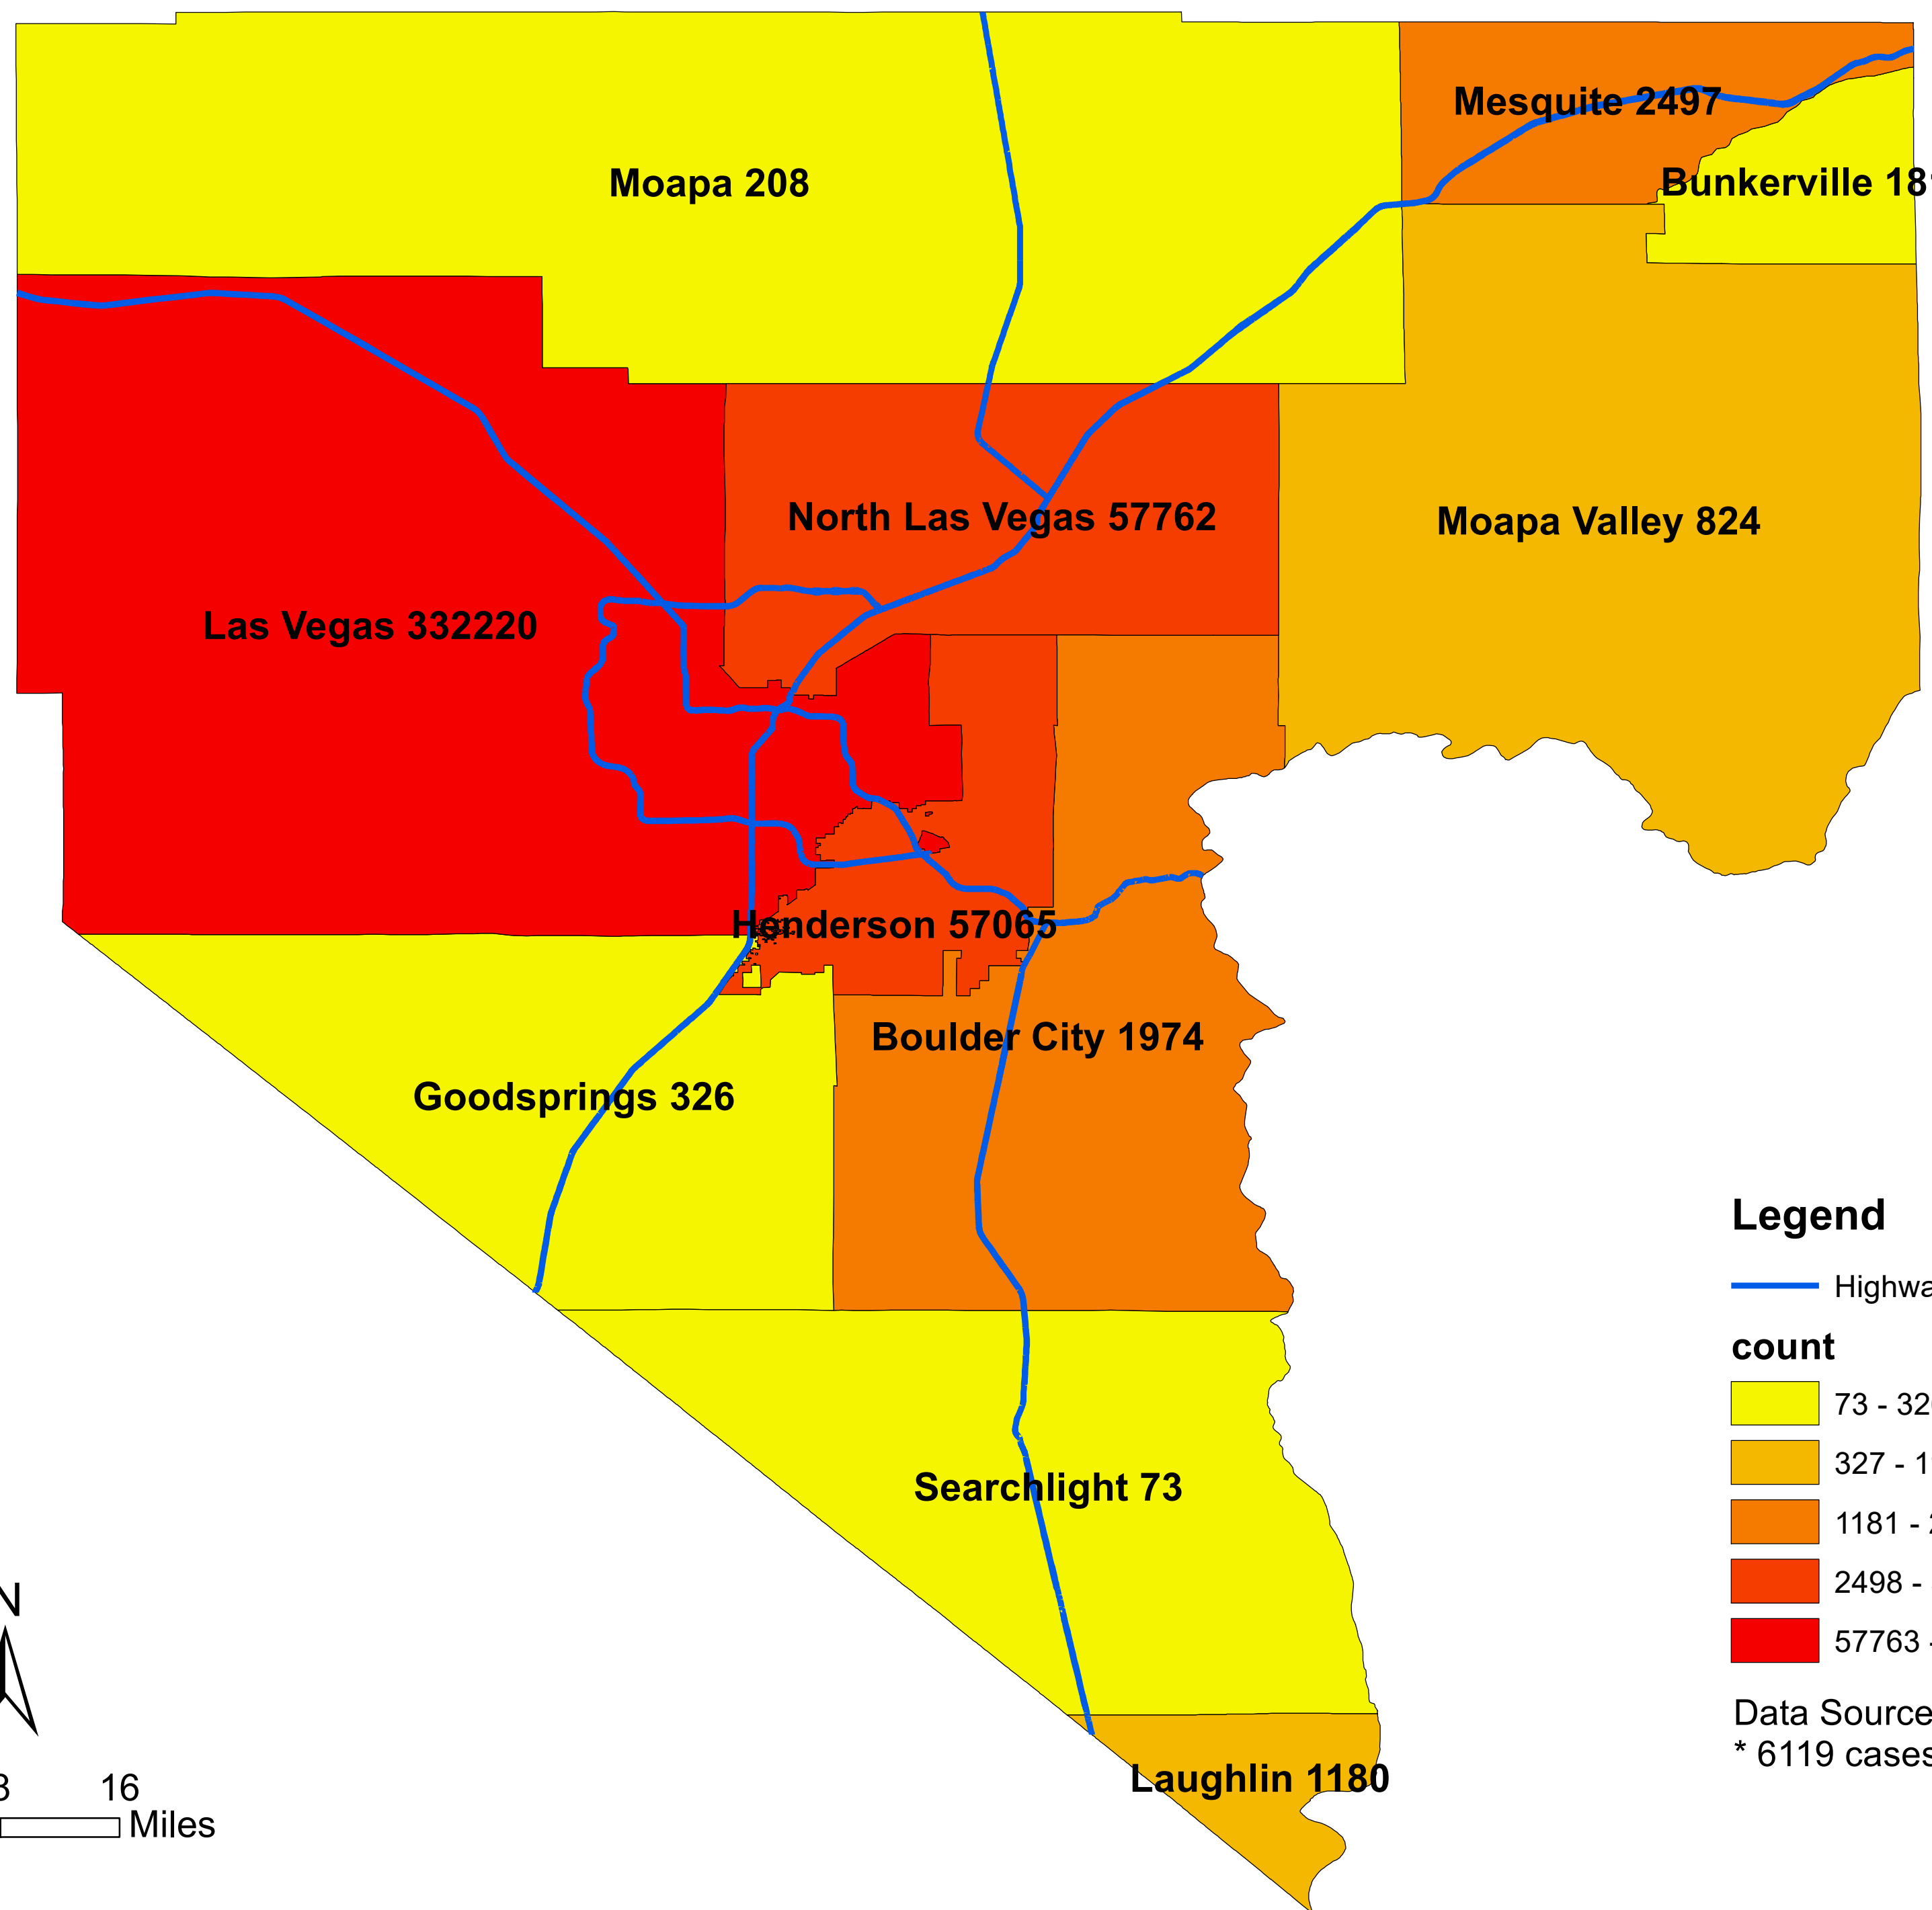 Mesquite 2497
Moapa 208
Bunkerville 18
North Las Vegas 57762
Moapa Valley 824
Las Vegas 332220
Henderson 57065
Boulder City 1974
Goodsprings 326
Searchlight 73
Laughlin 1180
Legend
Highwa
count
73 - 32
327 - 1
1181 -
2498 -
57763 -
Data Source
* 6119 cases
N
16
Miles